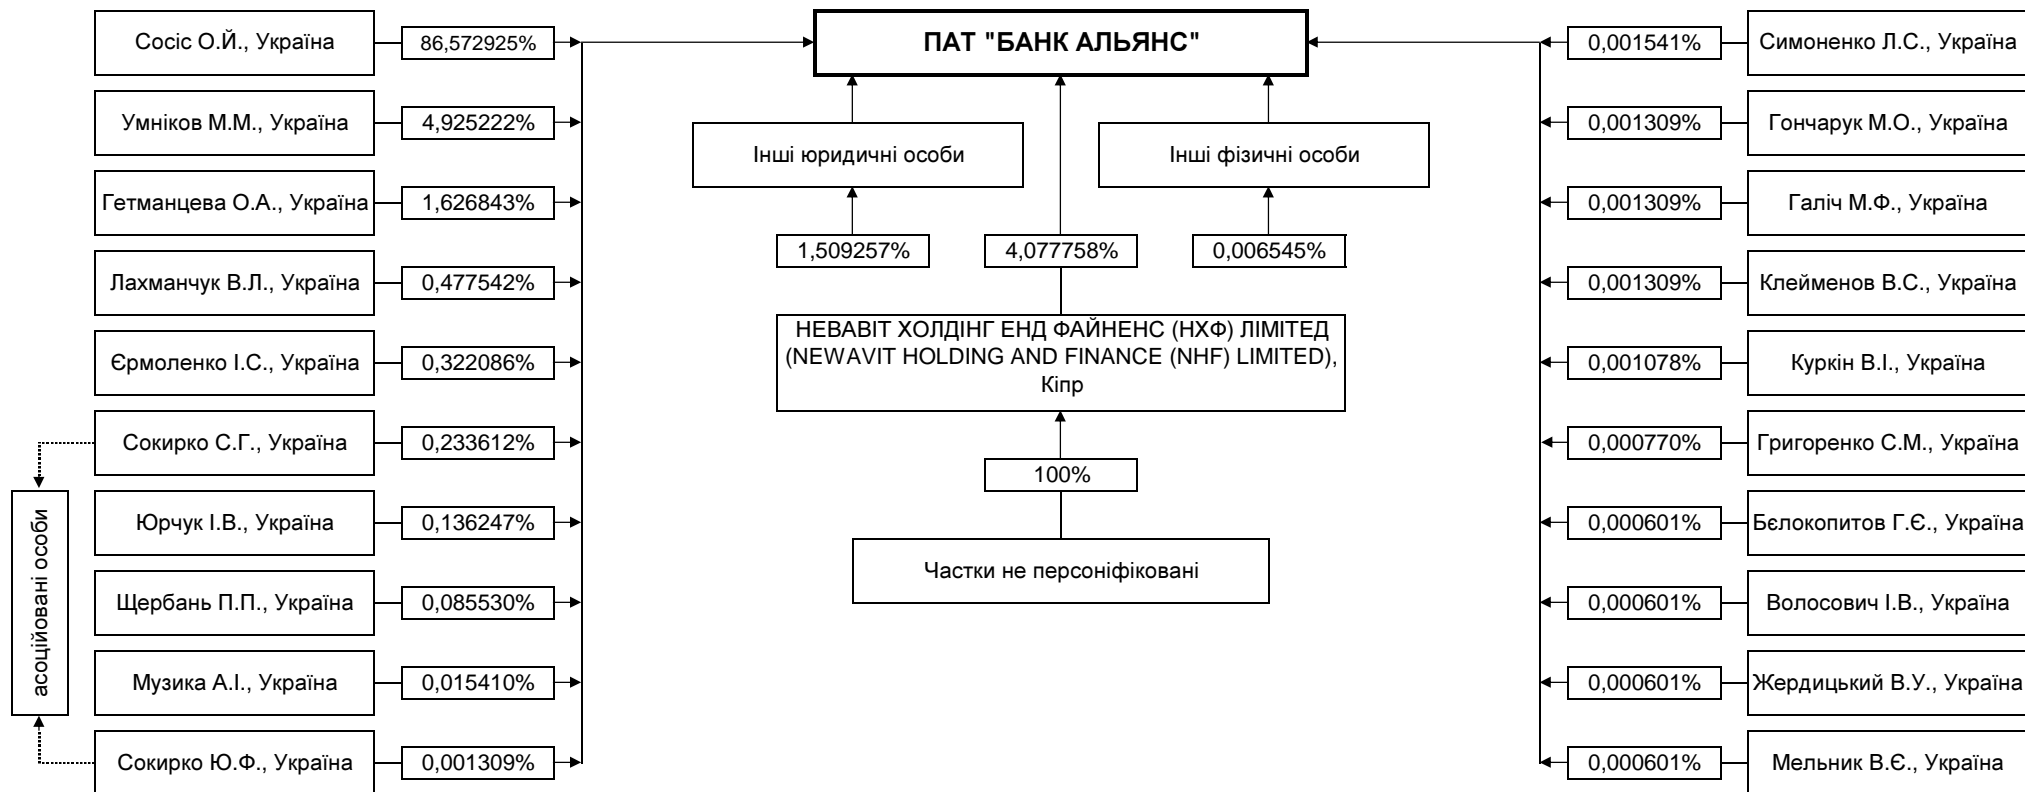 ПАТ "БАНК АЛЬЯНС"
Сосіс О.Й., Україна
86,572925%
Умніков М.М., Україна
4,925222%
Гетманцева О.А., Україна
1,626843%
Лахманчук В.Л., Україна
0,477542%
Єрмоленко І.С., Україна
0,322086%
Сокирко С.Г., Україна
0,233612%
Юрчук І.В., Україна
0,136247%
Щербань П.П., Україна
0,085530%
Музика А.І., Україна
0,015410%
Сокирко Ю.Ф., Україна
0,001309%
асоційовані особи
Інші юридичні особи
1,509257%
Інші фізичні особи
0,006545%
4,077758%
НЕВАВІТ ХОЛДІНГ ЕНД ФАЙНЕНС (НХФ) ЛІМІТЕД
(NEWAVIT HOLDING AND FINANCE (NHF) LIMITED),
Кіпр
100%
Частки не персоніфіковані
0,001541%
Симоненко Л.С., Україна
0,001309%
Гончарук М.О., Україна
0,001309%
Галіч М.Ф., Україна
0,001309%
Клейменов В.С., Україна
0,001078%
Куркін В.І., Україна
0,000770%
Григоренко С.М., Україна
0,000601%
Бєлокопитов Г.Є., Україна
0,000601%
Волосович І.В., Україна
0,000601%
Жердицький В.У., Україна
0,000601%
Мельник В.Є., Україна